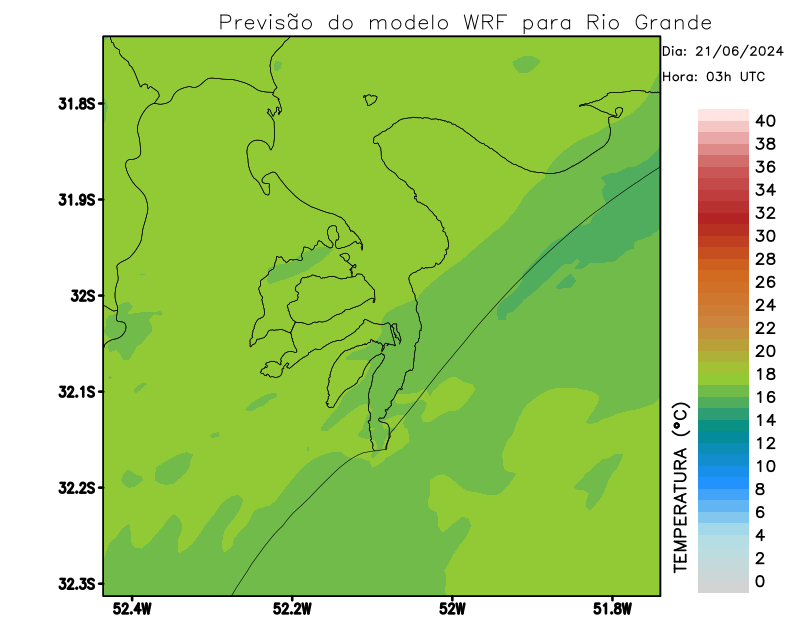 Previsão do modelo WRF para Rio Grande
Dia: 21/06/2024
Hora: 03h UTC
31.8S
31.9S
32S
32.1S
32.2S
32.3S
52.4W
52.2W
52W
51.8W
TEMPERATURA (°C)
40
38
36
34
32
30
28
26
24
22
20
18
16
14
12
10
8
6
4
2
0